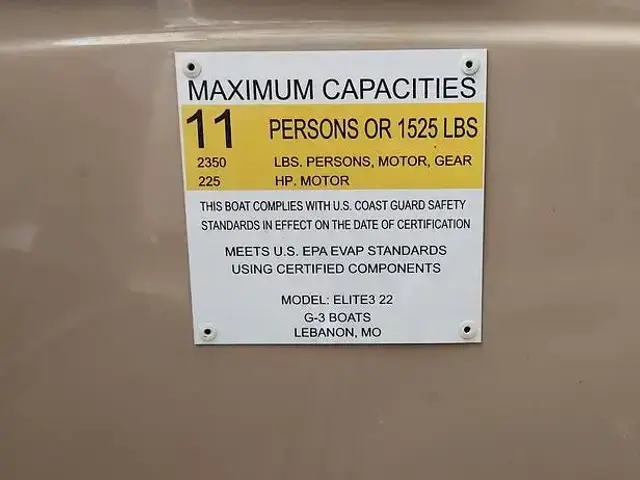 MAXIMUM CAPACITIES
11 PERSONS OR 1525 LBS
2350 LBS. PERSONS, MOTOR, GEAR
225 HP. MOTOR
THIS BOAT COMPLIES WITH U.S. COAST GUARD SAFETY
STANDARDS IN EFFECT ON THE DATE OF CERTIFICATION
MEETS U.S. EPA EVAP STANDARDS
USING CERTIFIED COMPONENTS
MODEL: ELITE3 22
G-3 BOATS
LEBANON, MO